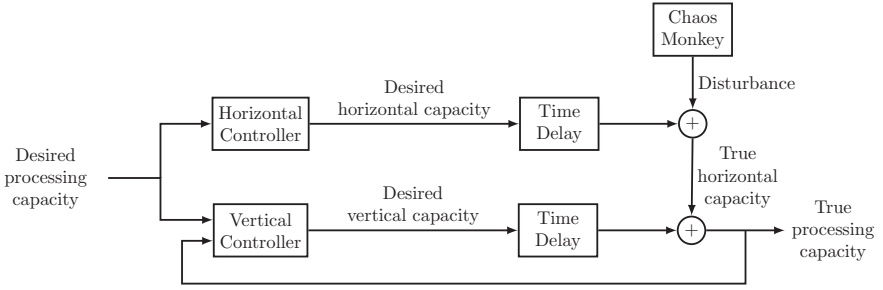 Chaos
Monkey
Disturbance
Desired
horizontal capacity
Horizontal
Controller
Time
Delay
+
Desired
processing
capacity
True
horizontal
capacity
Desired
vertical capacity
Vertical
Controller
Time
Delay
+
True
processing
capacity